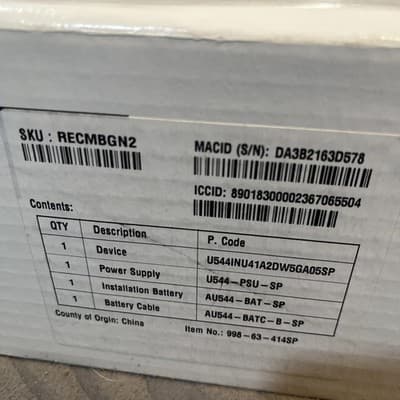 SKU : RECMBGN2
MACID (S/N): DA3B2163D578
ICCID: 89018300002367065504
Contents:
QTY Description P. Code
1 Device U544INU41A2DW5GA05SP
1 Power Supply U544-PSU-SP
1 Installation Battery AU544-BAT-SP
1 Battery Cable AU544-BATC-B-SP
County of Orgin: China Item No.: 998-63-414SP